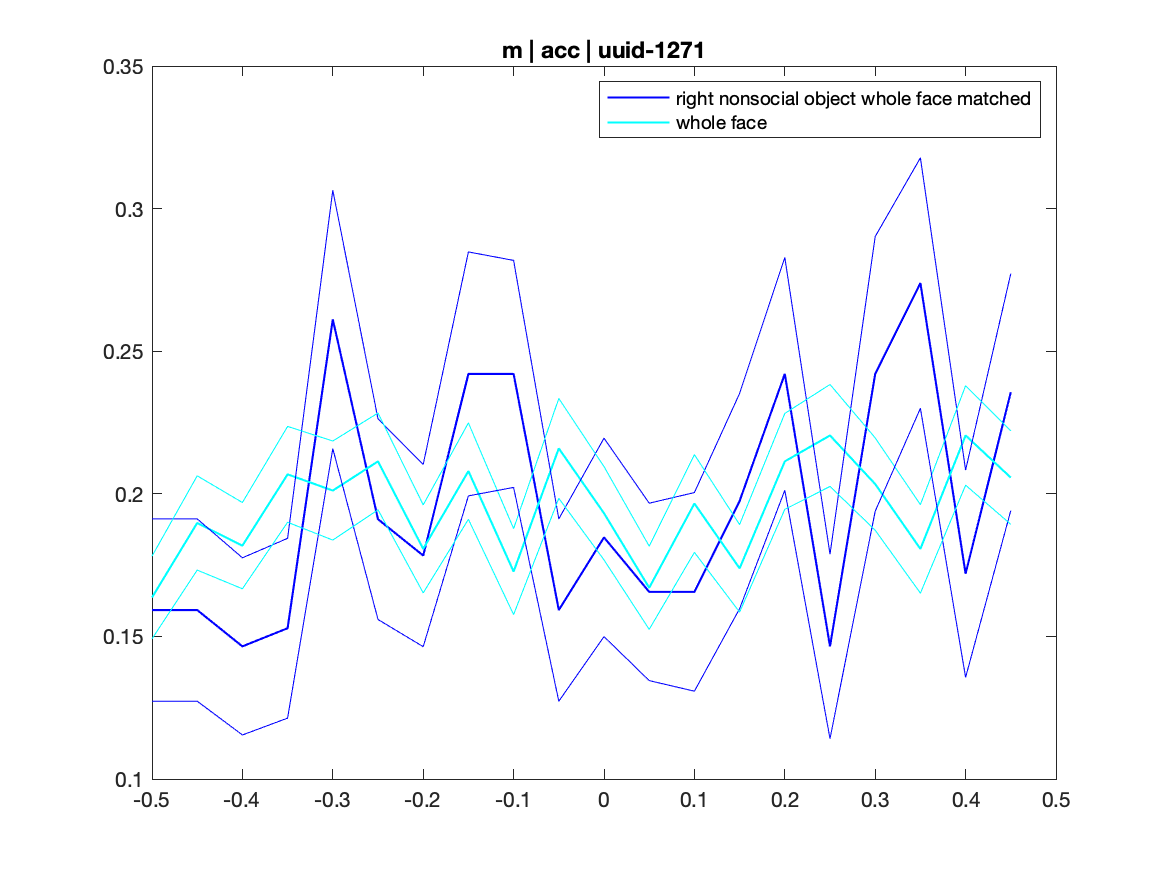 m | acc | uuid-1271
right nonsocial object whole face matched
whole face
0.35
0.3
0.25
0.2
0.15
0.1
-0.5 -0.4 -0.3 -0.2 -0.1 0 0.1 0.2 0.3 0.4 0.5